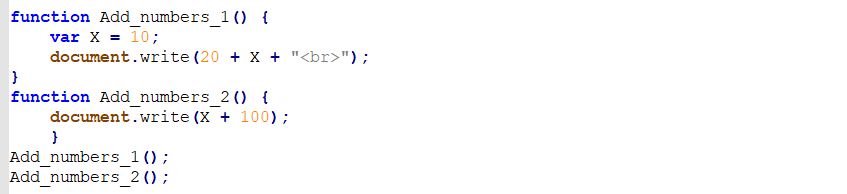 function Add_numbers_1() {
    var X = 10;
    document.write(20 + X + "<br>");
}
function Add_numbers_2() {
    document.write(X + 100);
    }
Add_numbers_1();
Add_numbers_2();